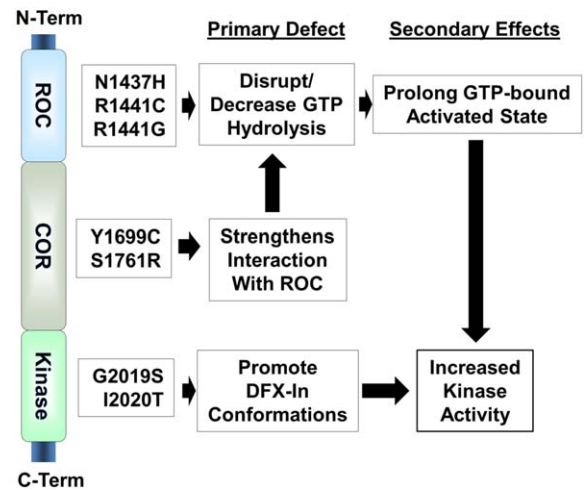 N-Term
Primary Defect
Secondary Effects
ROC
N1437H
R1441C
R1441G
Disrupt/
Decrease GTP
Hydrolysis
Prolong GTP-bound
Activated State
COR
Y1699C
S1761R
Strengthens
Interaction
With ROC
Kinase
G2019S
I2020T
Promote
DFX-In
Conformations
Increased
Kinase
Activity
C-Term